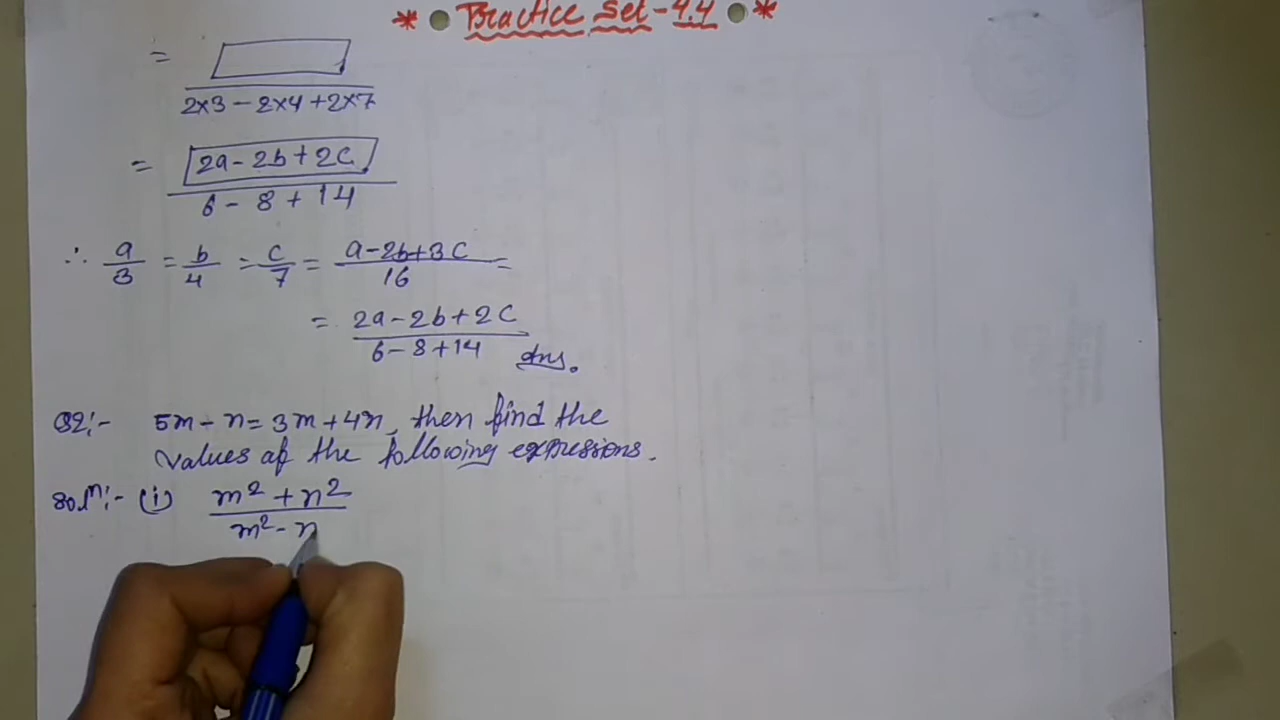 * • Practice Set - 4.4 • *
=
2×3 - 2×4 + 2×7
= 2a - 2b + 2c
6 - 8 + 14
∴ a/3 = b/4 = c/7 = a-2b+3c/16 =
= 2a - 2b + 2c
6 - 8 + 14 Ans.
Q2:- 5m - n = 3m + 4n, then find the
values of the following expressions.
Solⁿ:- (i) m² + n²
m² - n